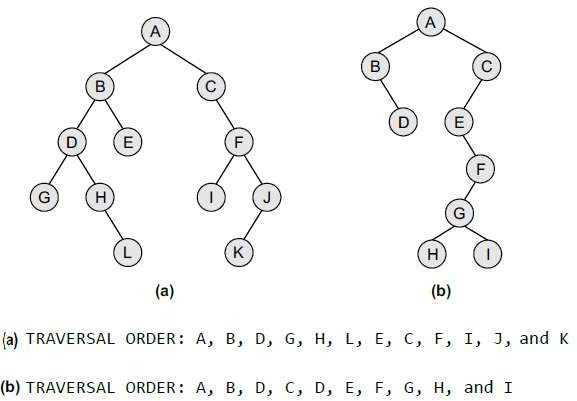 A
B C
D E F
G H I J
L K
(a)
A
B C
D E
F
G
H I
(b)
(a) TRAVERSAL ORDER: A, B, D, G, H, L, E, C, F, I, J, and K
(b) TRAVERSAL ORDER: A, B, D, C, D, E, F, G, H, and I